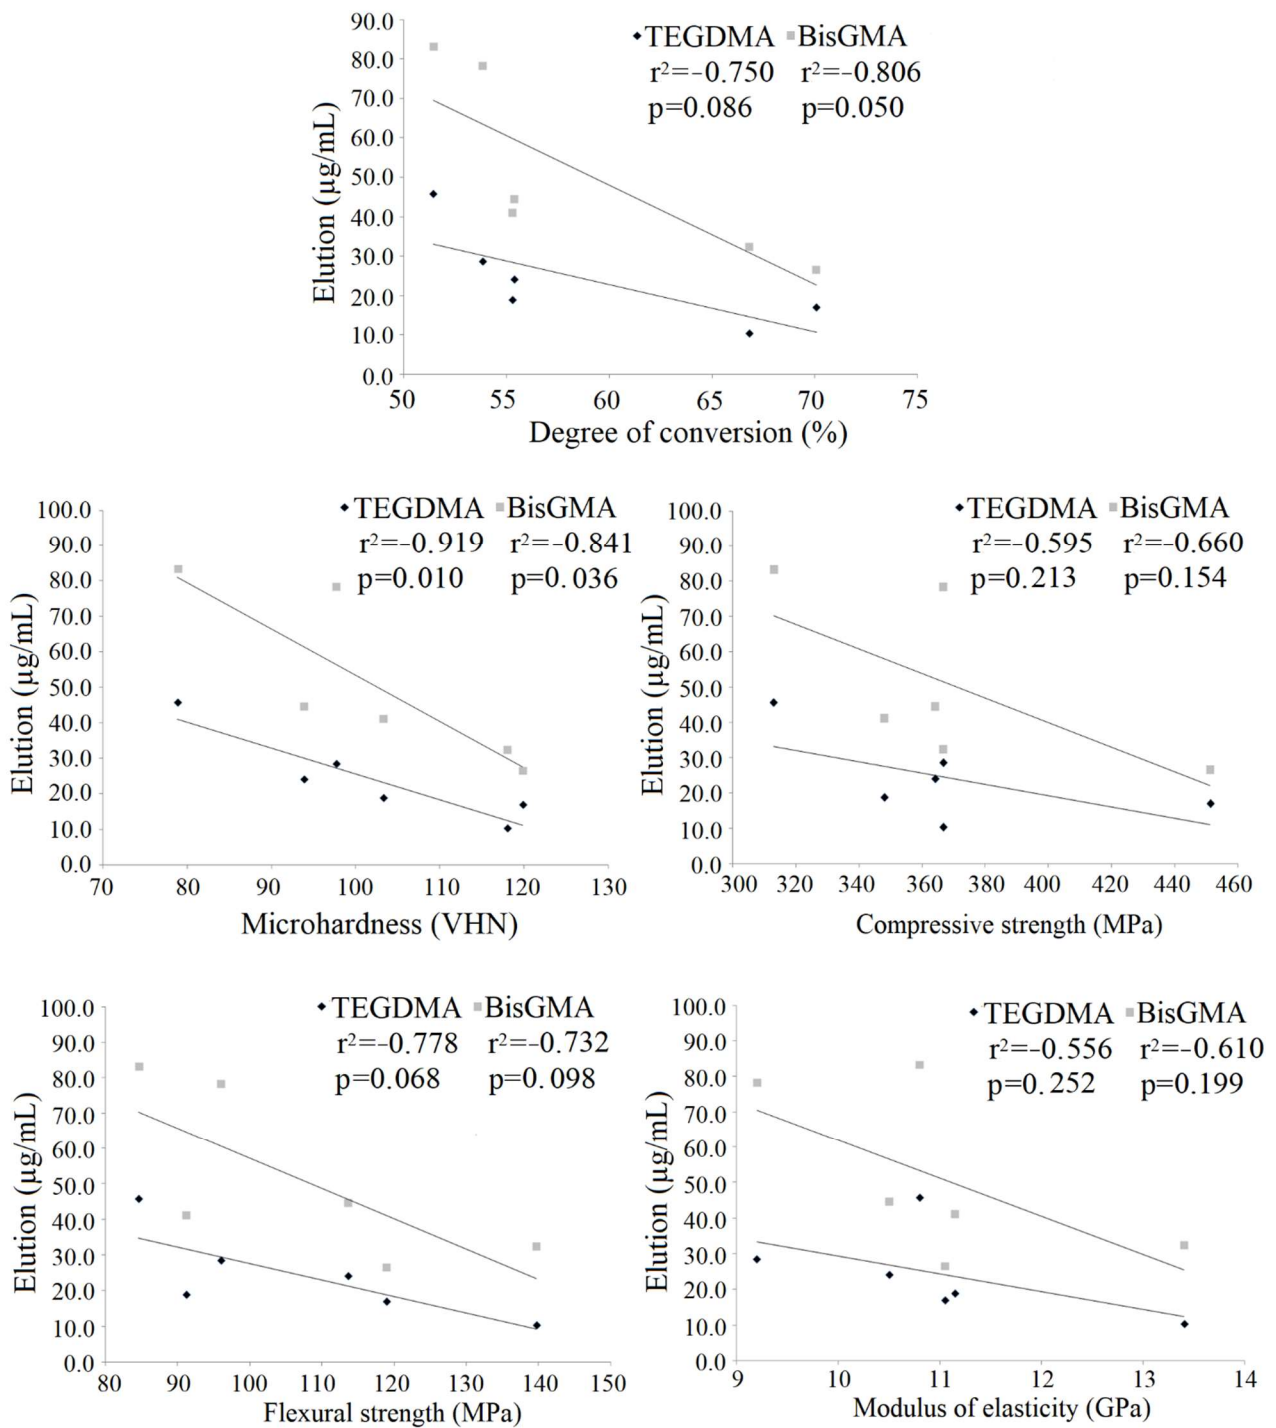 TEGDMA BisGMA
r²=-0.750 r²=-0.806
p=0.086 p=0.050
90.0
80.0
70.0
60.0
50.0
40.0
30.0
20.0
10.0
0.0
Elution (µg/mL)
50 55 60 65 70 75
Degree of conversion (%)
TEGDMA BisGMA
r²=-0.919 r²=-0.841
p=0.010 p=0.036
100.0
90.0
80.0
70.0
60.0
50.0
40.0
30.0
20.0
10.0
0.0
Elution (µg/mL)
70 80 90 100 110 120 130
Microhardness (VHN)
TEGDMA BisGMA
r²=-0.595 r²=-0.660
p=0.213 p=0.154
100.0
90.0
80.0
70.0
60.0
50.0
40.0
30.0
20.0
10.0
0.0
Elution (µg/mL)
300 320 340 360 380 400 420 440 460
Compressive strength (MPa)
TEGDMA BisGMA
r²=-0.778 r²=-0.732
p=0.068 p=0.098
100.0
90.0
80.0
70.0
60.0
50.0
40.0
30.0
20.0
10.0
0.0
Elution (µg/mL)
80 90 100 110 120 130 140 150
Flexural strength (MPa)
TEGDMA BisGMA
r²=-0.556 r²=-0.610
p=0.252 p=0.199
100.0
90.0
80.0
70.0
60.0
50.0
40.0
30.0
20.0
10.0
0.0
Elution (µg/mL)
9 10 11 12 13 14
Modulus of elasticity (GPa)